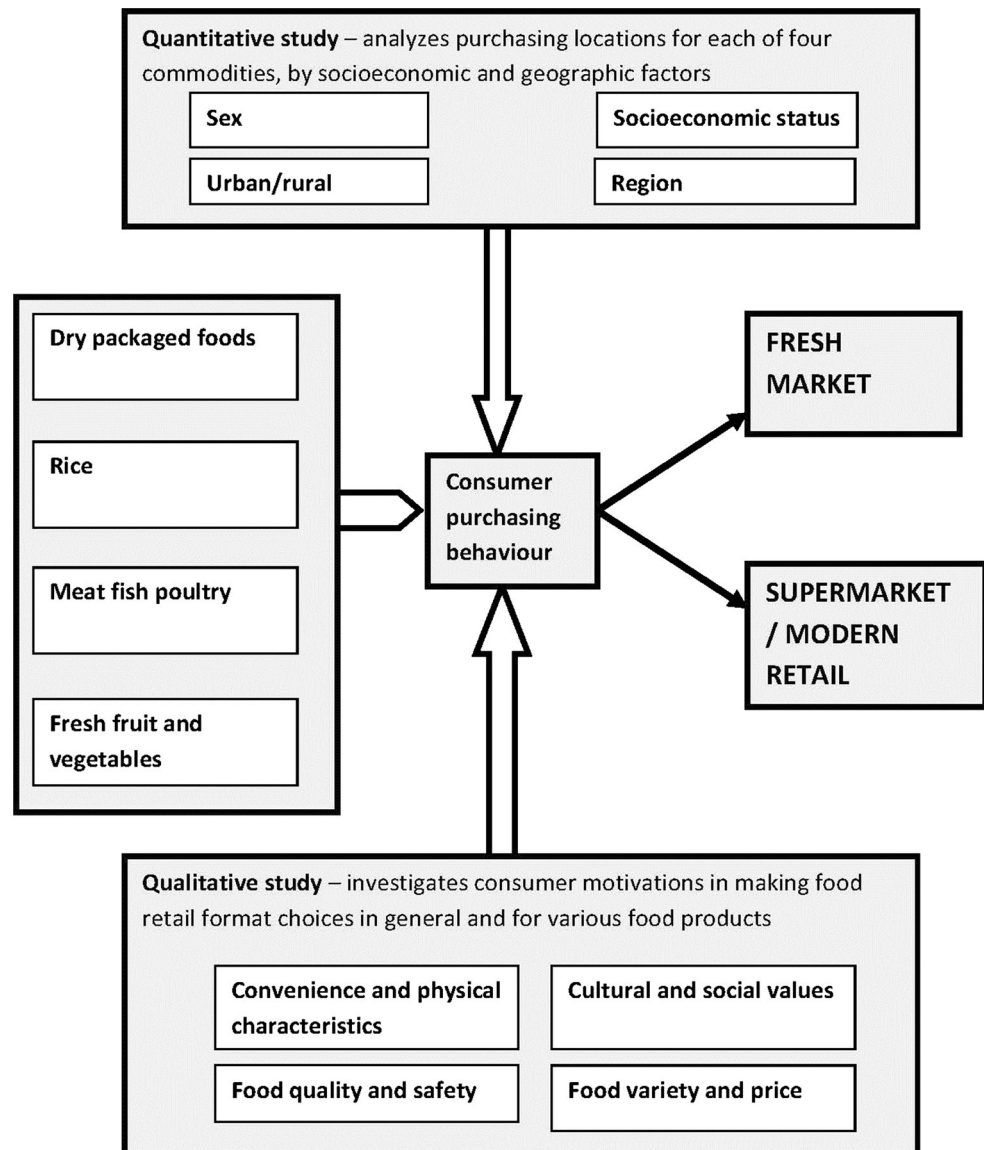 Quantitative study – analyzes purchasing locations for each of four
commodities, by socioeconomic and geographic factors
Sex
Socioeconomic status
Urban/rural
Region
Dry packaged foods
Rice
Meat fish poultry
Fresh fruit and
vegetables
Consumer
purchasing
behaviour
FRESH
MARKET
SUPERMARKET
/ MODERN
RETAIL
Qualitative study – investigates consumer motivations in making food
retail format choices in general and for various food products
Convenience and physical
characteristics
Cultural and social values
Food quality and safety
Food variety and price